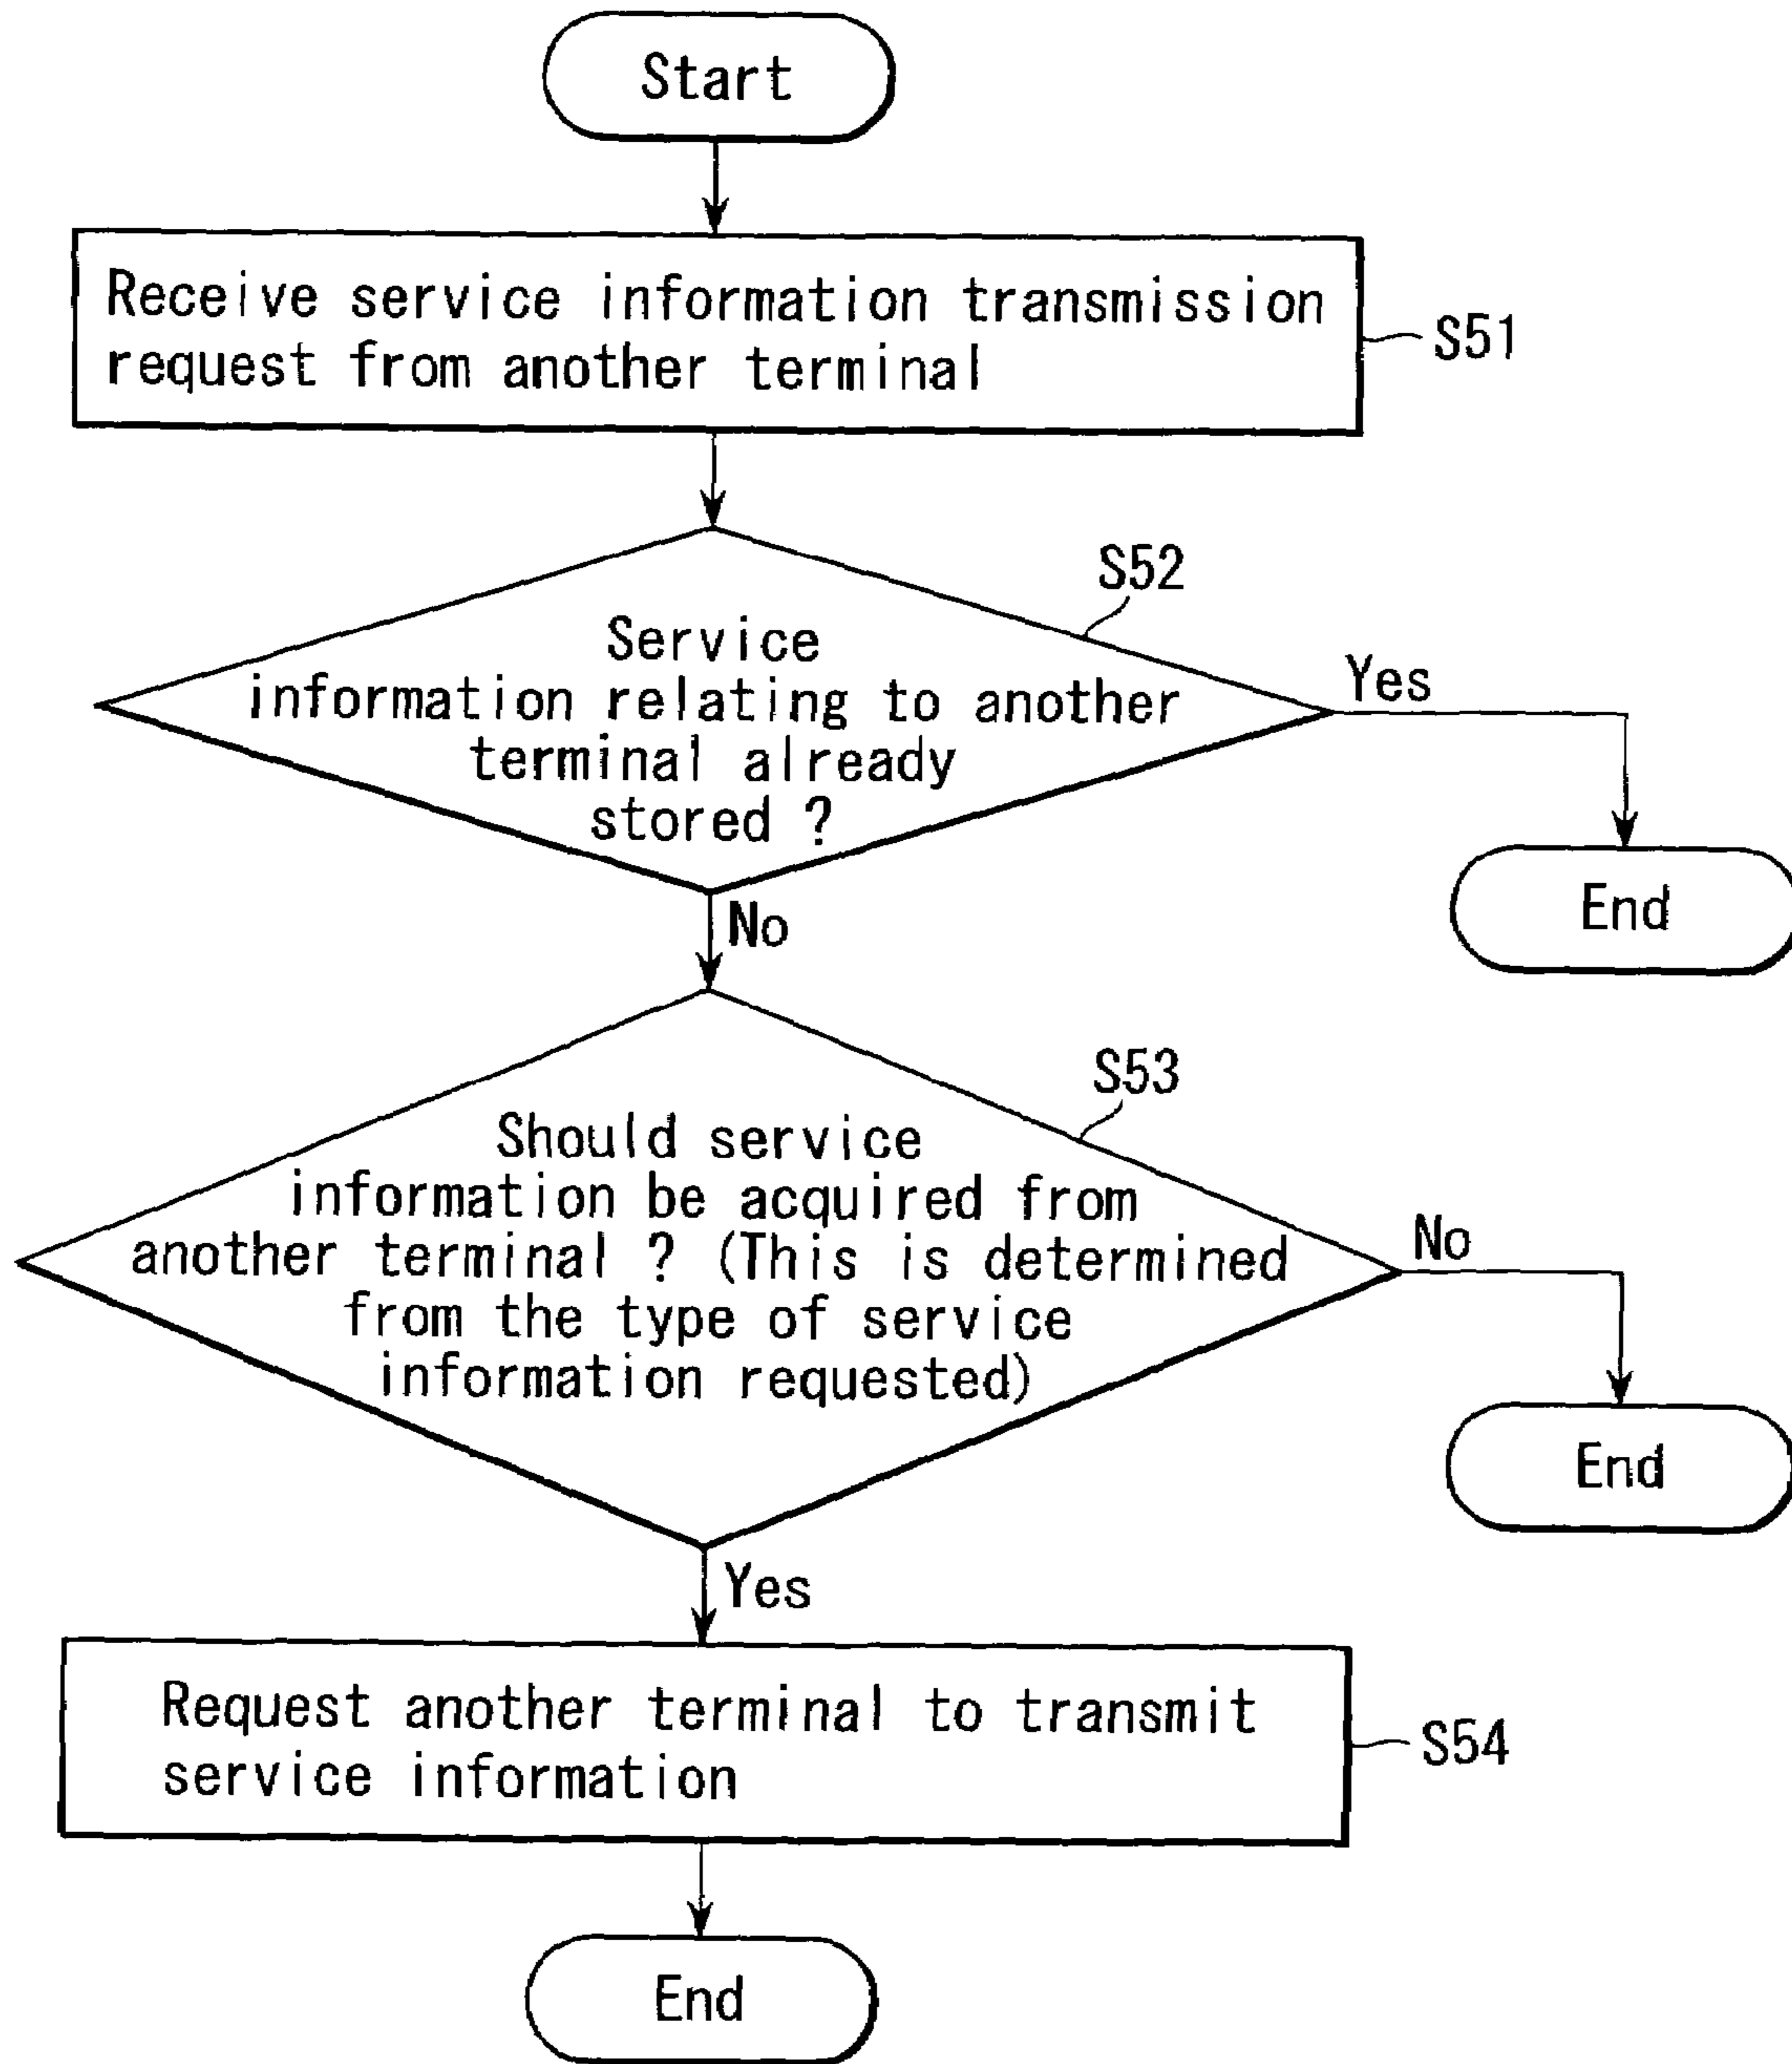 Start
Receive service information transmission
request from another terminal
S51
S52
Service
information relating to another
terminal already
stored ?
Yes
End
No
S53
Should service
information be acquired from
another terminal ? (This is determined
from the type of service
information requested)
No
End
Yes
Request another terminal to transmit
service information
S54
End